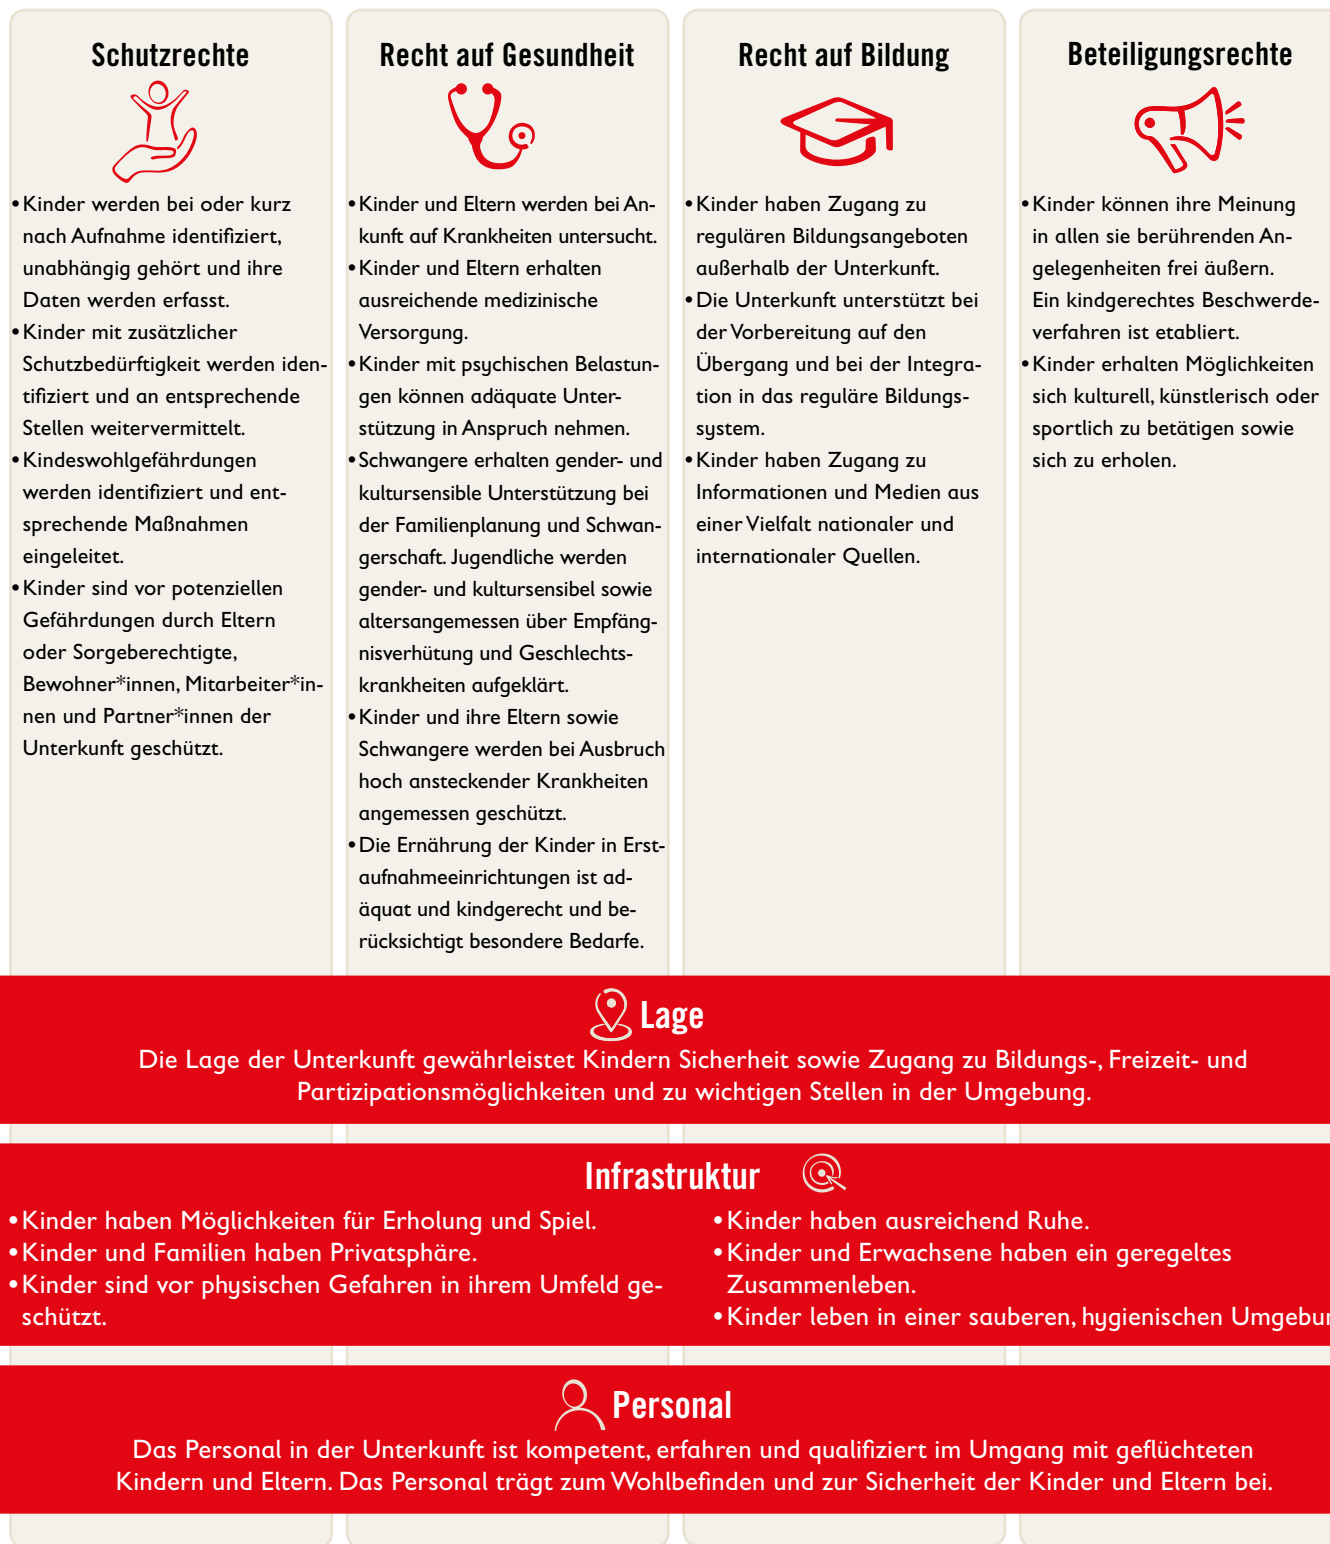 Schutzrechte
• Kinder werden bei oder kurz
nach Aufnahme identifiziert,
unabhängig gehört und ihre
Daten werden erfasst.
• Kinder mit zusätzlicher
Schutzbedürftigkeit werden iden-
tifiziert und an entsprechende
Stellen weitervermittelt.
• Kindeswohlgefährdungen
werden identifiziert und ent-
sprechende Maßnahmen
eingeleitet.
• Kinder sind vor potenziellen
Gefährdungen durch Eltern
oder Sorgeberechtigte,
Bewohner*innen, Mitarbeiter*in-
nen und Partner*innen der
Unterkunft geschützt.
Recht auf Gesundheit
• Kinder und Eltern werden bei An-
kunft auf Krankheiten untersucht.
• Kinder und Eltern erhalten
ausreichende medizinische
Versorgung.
• Kinder mit psychischen Belastun-
gen können adäquate Unter-
stützung in Anspruch nehmen.
• Schwangere erhalten gender- und
kultursensible Unterstützung bei
der Familienplanung und Schwan-
gerschaft. Jugendliche werden
gender- und kultursensibel sowie
altersangemessen über Empfäng-
nisverhütung und Geschlechts-
krankheiten aufgeklärt.
• Kinder und ihre Eltern sowie
Schwangere werden bei Ausbruch
hoch ansteckender Krankheiten
angemessen geschützt.
• Die Ernährung der Kinder in Erst-
aufnahmeeinrichtungen ist ad-
äquat und kindgerecht und be-
rücksichtigt besondere Bedarfe.
Recht auf Bildung
• Kinder haben Zugang zu
regulären Bildungsangeboten
außerhalb der Unterkunft.
• Die Unterkunft unterstützt bei
der Vorbereitung auf den
Übergang und bei der Integra-
tion in das reguläre Bildungs-
system.
• Kinder haben Zugang zu
Informationen und Medien aus
einer Vielfalt nationaler und
internationaler Quellen.
Beteiligungsrechte
• Kinder können ihre Meinung
in allen sie berührenden An-
gelegenheiten frei äußern.
Ein kindgerechtes Beschwerde-
verfahren ist etabliert.
• Kinder erhalten Möglichkeiten
sich kulturell, künstlerisch oder
sportlich zu betätigen sowie
sich zu erholen.
Lage
Die Lage der Unterkunft gewährleistet Kindern Sicherheit sowie Zugang zu Bildungs-, Freizeit- und
Partizipationsmöglichkeiten und zu wichtigen Stellen in der Umgebung.
Infrastruktur
• Kinder haben Möglichkeiten für Erholung und Spiel.
• Kinder und Familien haben Privatsphäre.
• Kinder sind vor physischen Gefahren in ihrem Umfeld ge-
schützt.
• Kinder haben ausreichend Ruhe.
• Kinder und Erwachsene haben ein geregeltes
Zusammenleben.
• Kinder leben in einer sauberen, hygienischen
Personal
Das Personal in der Unterkunft ist kompetent, erfahren und qualifiziert im Umgang mit geflüchteten
Kindern und Eltern. Das Personal trägt zum Wohlbefinden und zur Sicherheit der Kinder und Eltern bei.